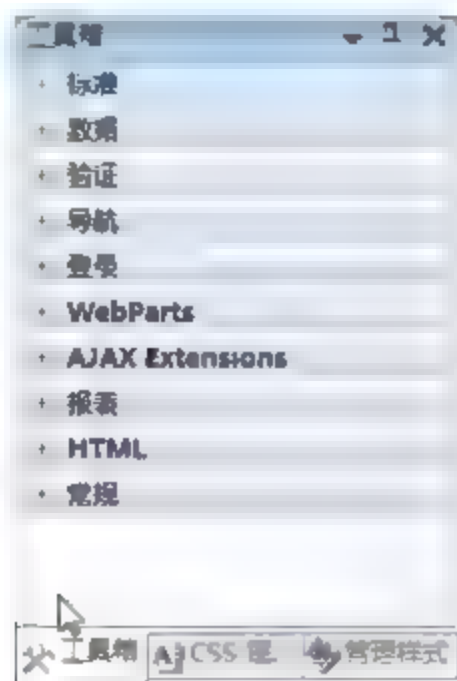 工具箱
标准
数据
验证
导航
登录
WebParts
AJAX Extensions
报表
HTML
常规
工具箱 CSS 管理样式